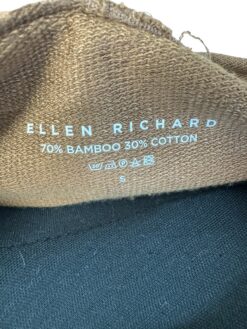 ELLEN RICHARD
70% BAMBOO 30% COTTON
S